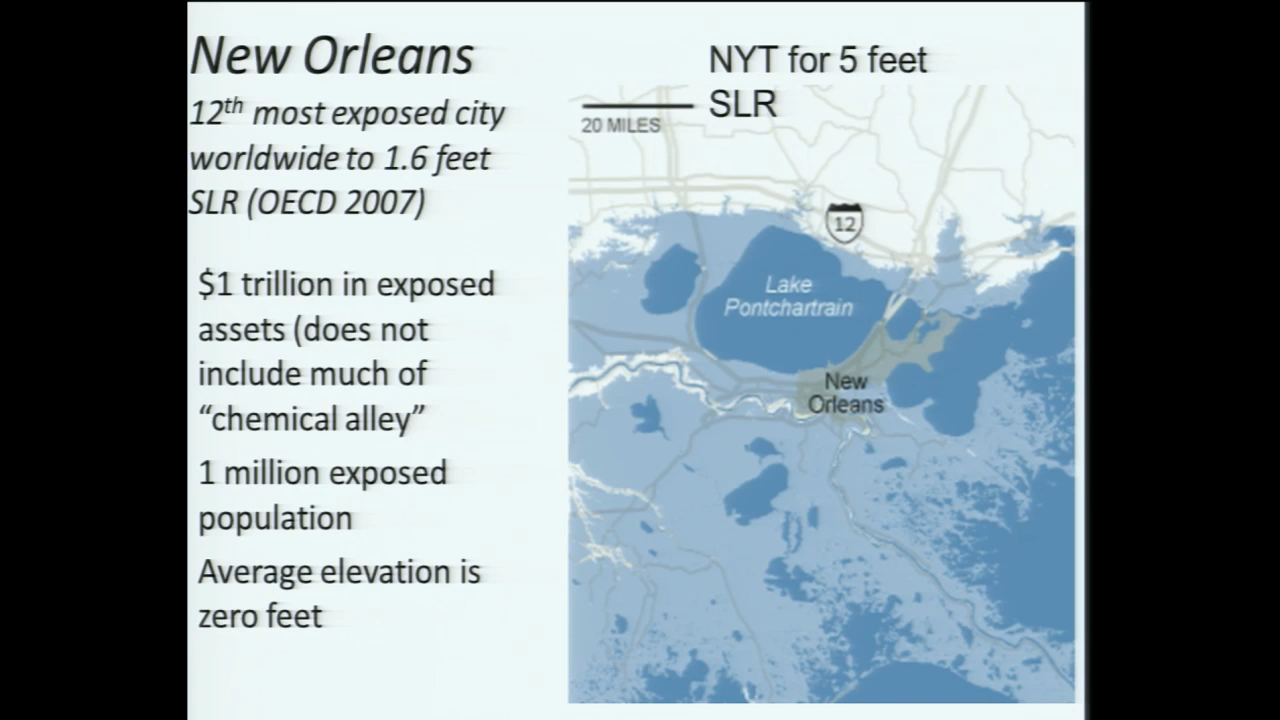 New Orleans
12th most exposed city
worldwide to 1.6 feet
SLR (OECD 2007)
$1 trillion in exposed
assets (does not
include much of
“chemical alley”
1 million exposed
population
Average elevation is
zero feet
NYT for 5 feet
SLR
20 MILES
12
Lake
Pontchartrain
New
Orleans